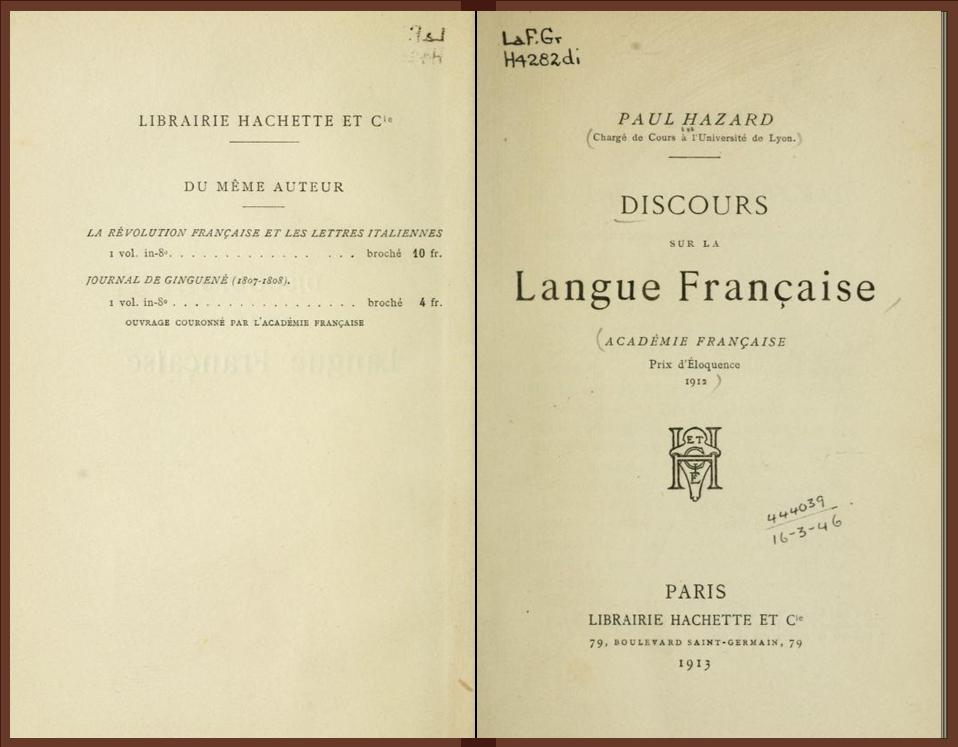 LIBRAIRIE HACHETTE ET Cie
DU MÊME AUTEUR
LA RÉVOLUTION FRANÇAISE ET LES LETTRES ITALIENNES
1 vol. in-8º. . . . . . . . . . . . . . . . . broché 10 fr.
JOURNAL DE GINGUENÉ (1807-1808).
1 vol. in-8º . . . . . . . . . . . . . . . . . broché 4 fr.
OUVRAGE COURONNÉ PAR L'ACADÉMIE FRANÇAISE
LaF.Gr
H4282di
PAUL HAZARD
(Chargé de Cours à l'Université de Lyon.)
DISCOURS
SUR LA
Langue Française
(ACADÉMIE FRANÇAISE
Prix d'Éloquence
1912)
ET
444039
16-3-46
PARIS
LIBRAIRIE HACHETTE ET Cie
79, BOULEVARD SAINT-GERMAIN, 79
1913